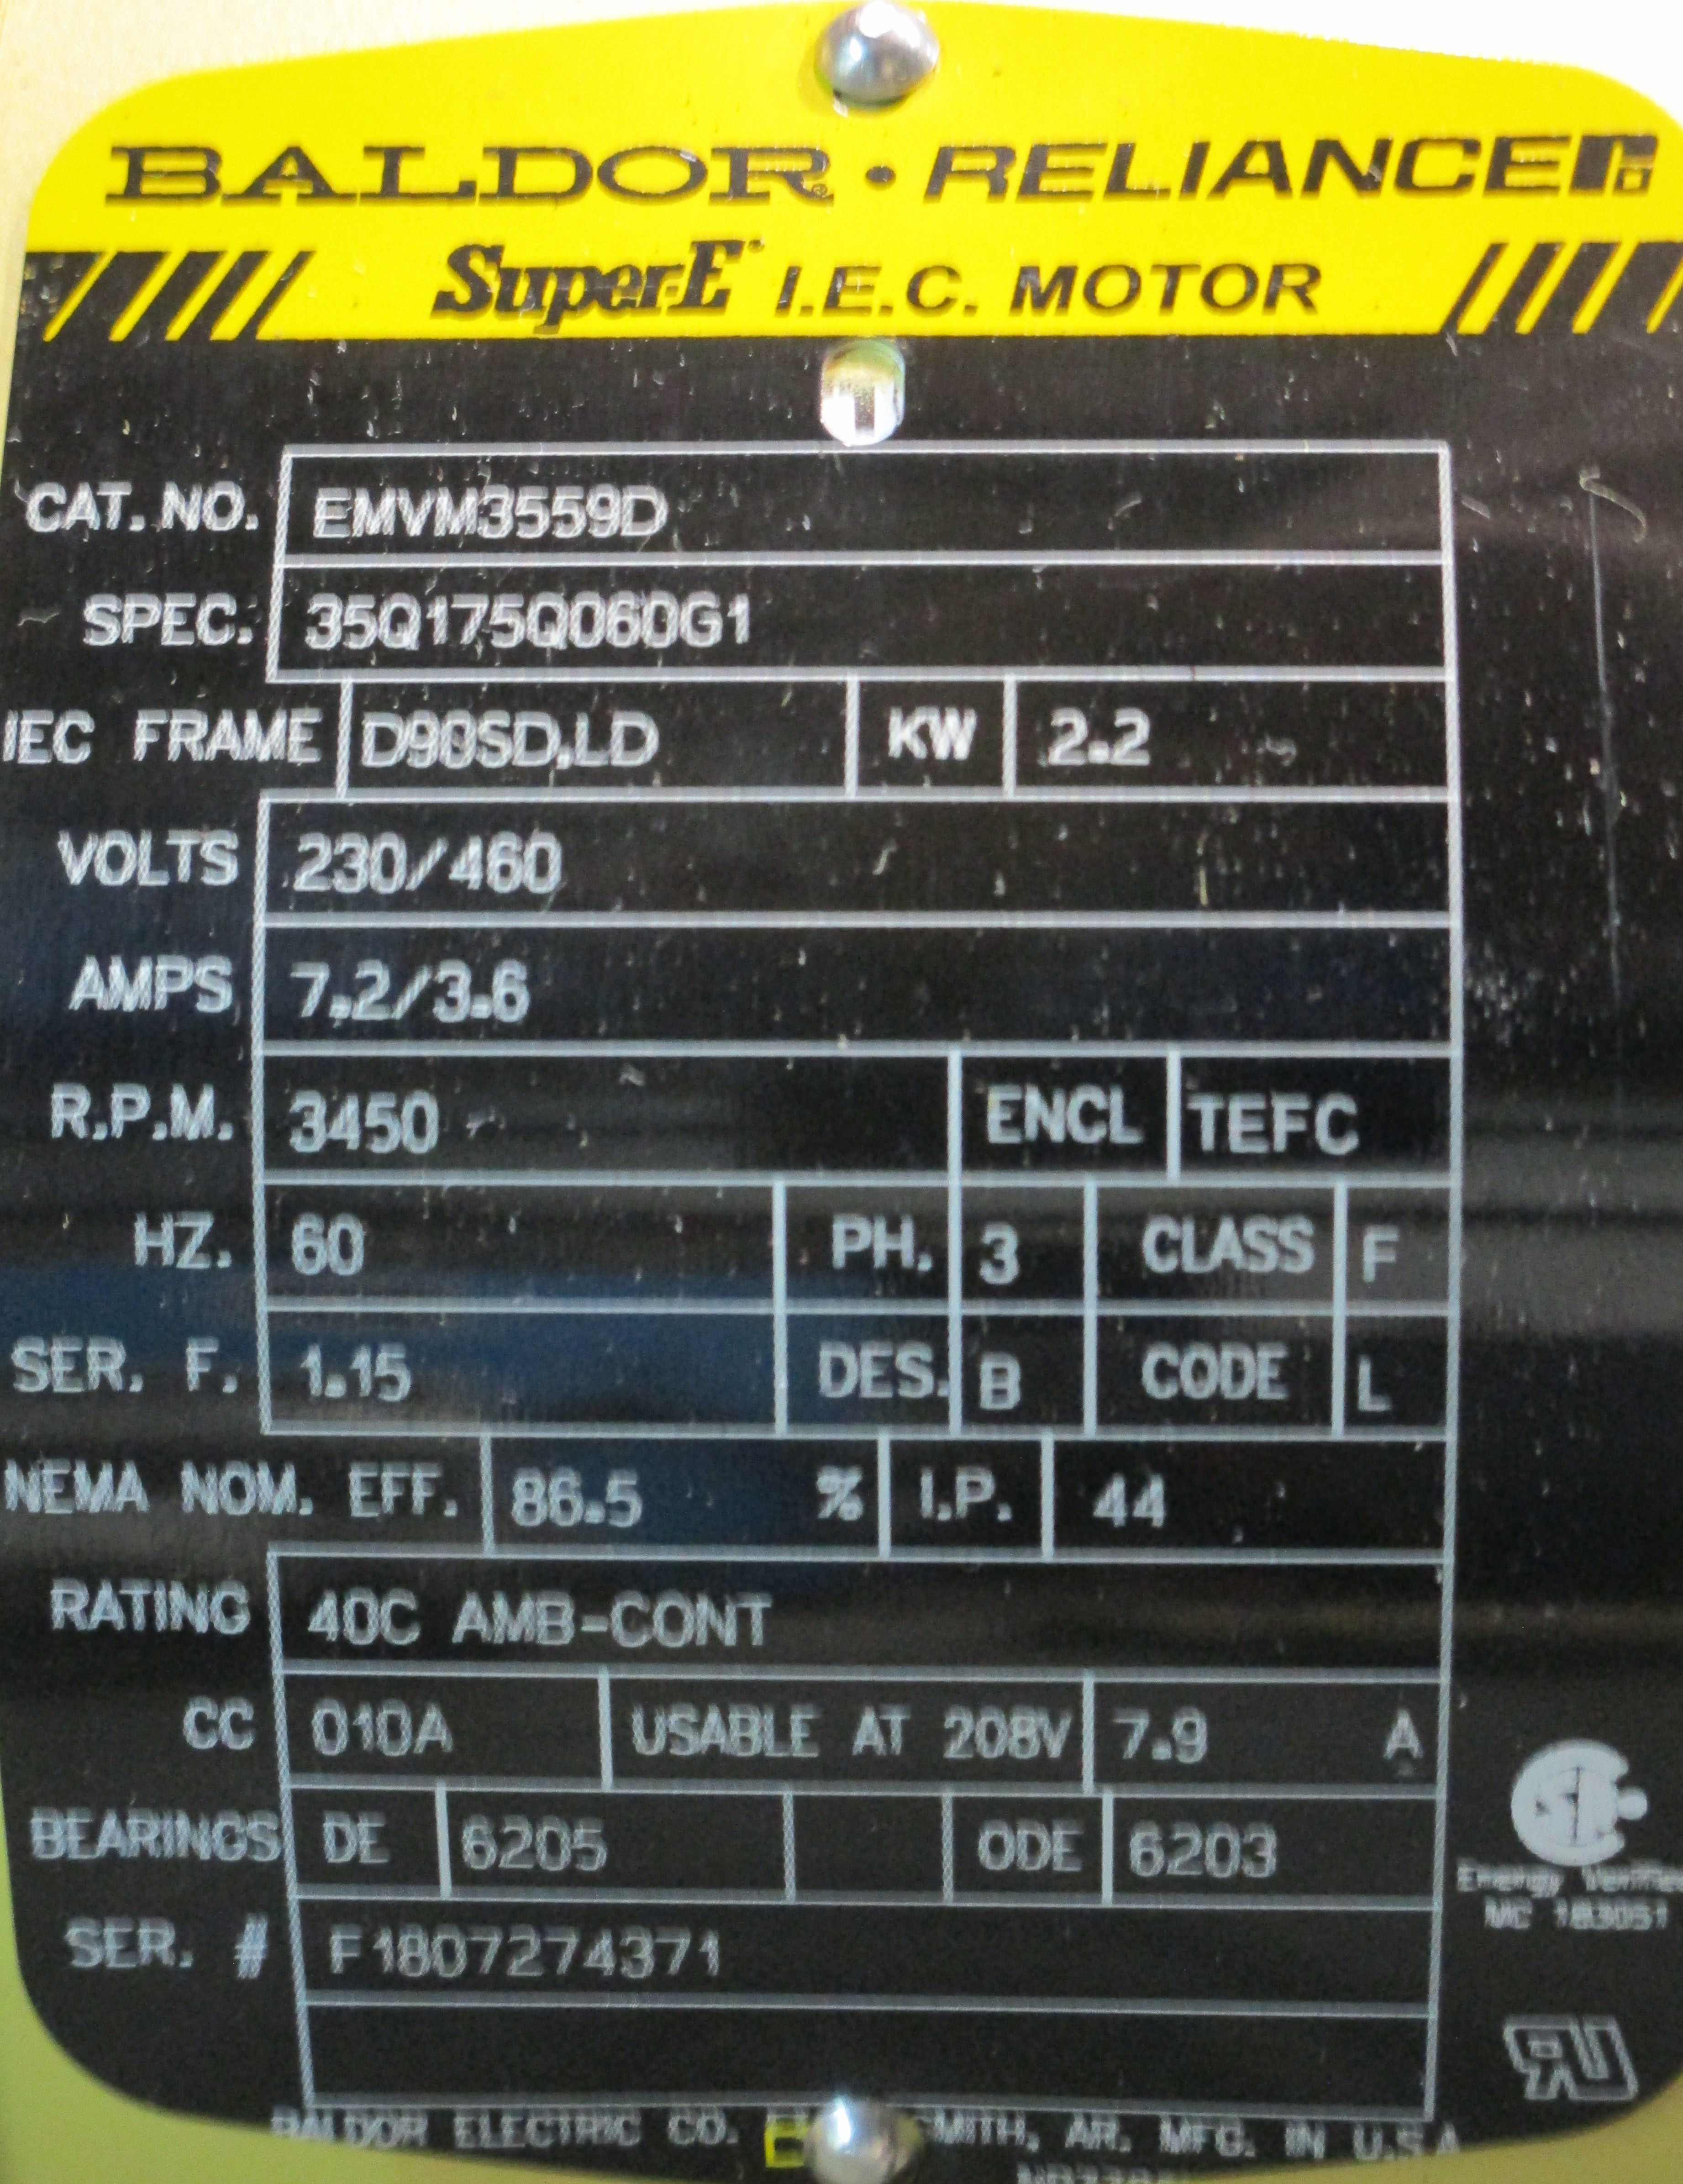 BALDOR • RELIANCE
Super-E I.E.C. MOTOR
CAT. NO. EMVM3559D
SPEC. 35Q175Q060G1
IEC FRAME D90SD,LD KW 2.2
VOLTS 230/460
AMPS 7.2/3.6
R.P.M. 3450 ENCL TEFC
HZ. 60 PH. 3 CLASS F
SER. F. 1.15 DES. B CODE L
NEMA NOM. EFF. 86.5 % I.P. 44
RATING 40C AMB-CONT
CC 010A USABLE AT 208V 7.9 A
BEARINGS DE 6205 ODE 6203
Energy Verified
MC 183051
SER. # F1807274371
BALDOR ELECTRIC CO. SMITH, AR. MFG. IN U.S.A